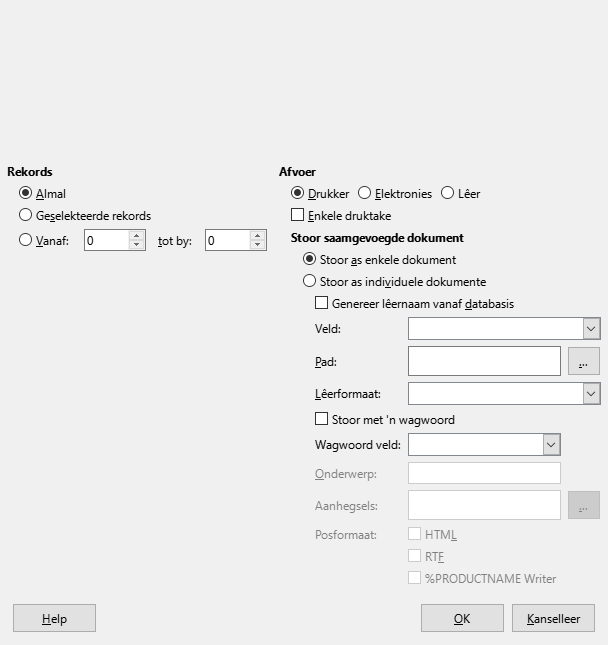 Rekords
Almal
Geselekteerde rekords
Vanaf: 0 tot by: 0
Afvoer
Drukker Elektronies Lêer
Enkele druktake
Stoor saamgevoegde dokument
Stoor as enkele dokument
Stoor as individuele dokumente
Genereer lêernaam vanaf databasis
Veld:
Pad: ...
Lêerformaat:
Stoor met 'n wagwoord
Wagwoord veld:
Onderwerp:
Aanhegsels: ...
Posformaat: HTML
RTF
%PRODUCTNAME Writer
Help OK Kanselleer